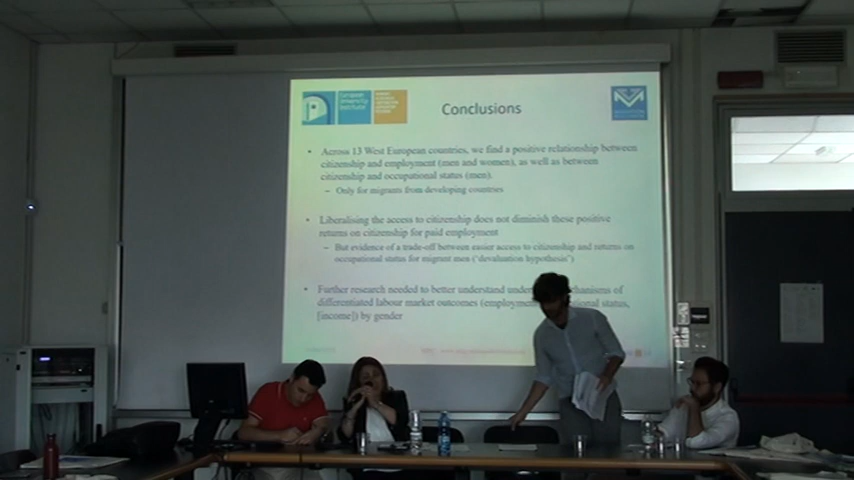 European
University
Institute
Conclusions
• Across 13 West European countries, we find a positive relationship between
citizenship and employment (men and women), as well as between
citizenship and occupational status (men).
– Only for migrants from developing countries
• Liberalising the access to citizenship does not diminish these positive
returns on citizenship for paid employment
– But evidence of a trade-off between easier access to citizenship and returns on
occupational status for migrant men ('devaluation hypothesis')
• Further research needed to better understand
differentiated labour market outcomes status,
[income]) by gender